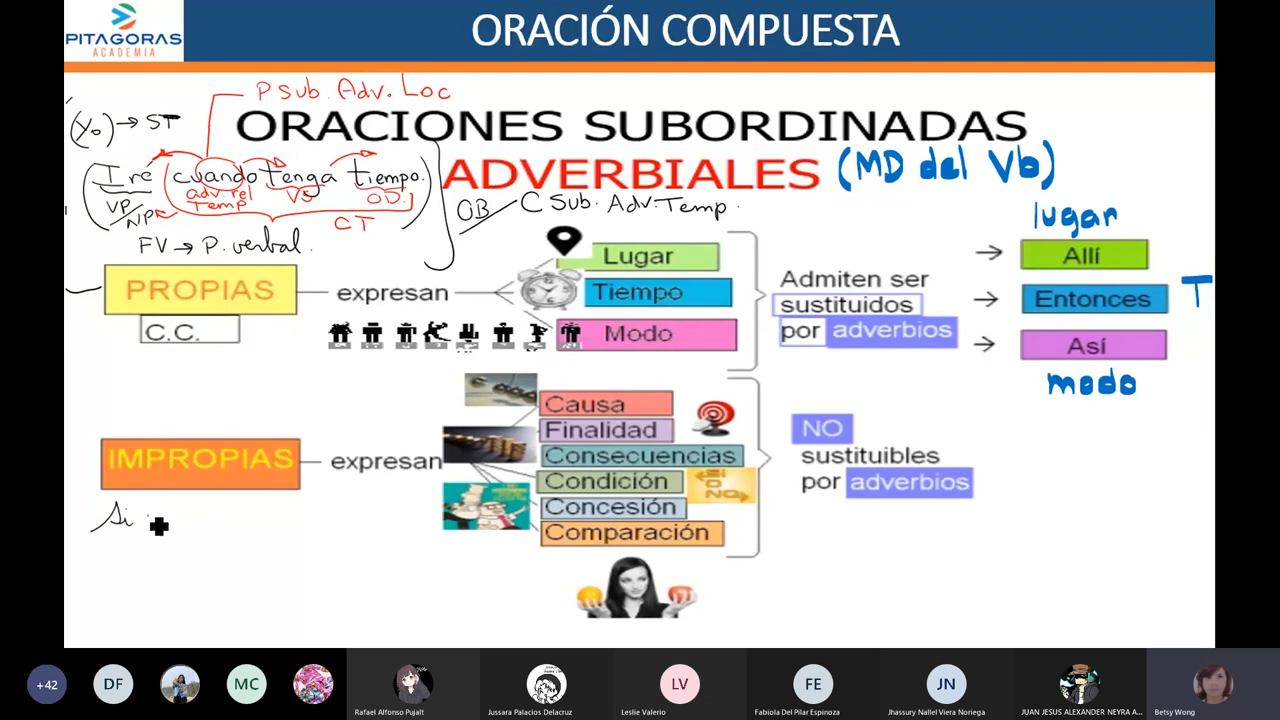 PITAGORAS
ACADEMIA
ORACIÓN COMPUESTA
P Sub. Adv. Loc
(Yo) → ST
ORACIONES SUBORDINADAS
ADVERBIALES (MD del Vb)
(Iré (cuando tenga tiempo.)
adv. rel VS OD
Temp
VP/NP
CT
OB C Sub. Adv. Temp.
FV → P. verbal.
lugar
PROPIAS
C.C.
expresan
Lugar
Tiempo
Modo
Admiten ser
sustituidos
por adverbios
→ Allí
→ Entonces T
→ Así
modo
IMPROPIAS
expresan
Causa
Finalidad
Consecuencias
Condición
Concesión
Comparación
NO
sustituibles
por adverbios
Si
+42
DF
MC
LV
FE
JN
Rafael Alfonso Pujalt
Jussara Palacios Delacruz
Leslie Valerio
Fabiola Del Pilar Espinoza
Jhassury Nallel Viera Noriega
JUAN JESUS ALEXANDER NEYRA A...
Betsy Wong